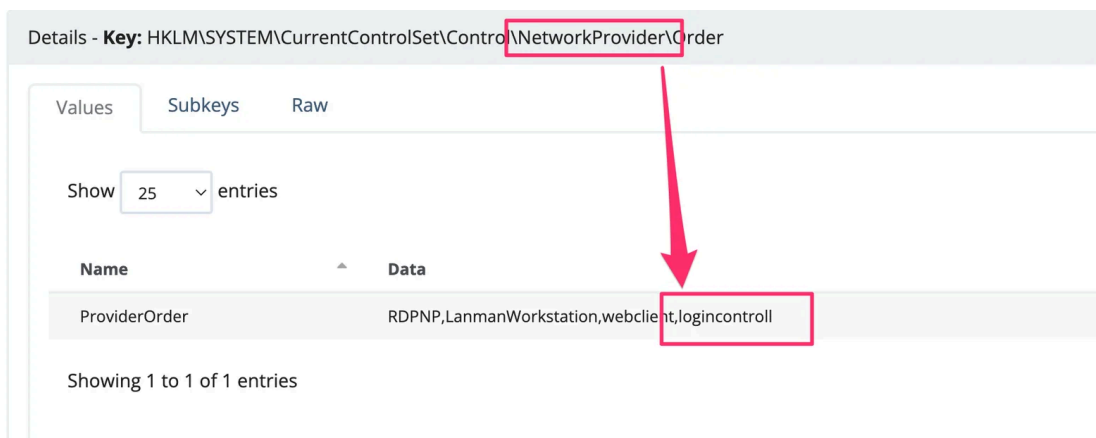 Details - Key: HKLM\SYSTEM\CurrentControlSet\Control\NetworkProvider\Order
Values Subkeys Raw
Show 25 entries
Name Data
ProviderOrder RDPNP,LanmanWorkstation,webclient,logincontroll
Showing 1 to 1 of 1 entries